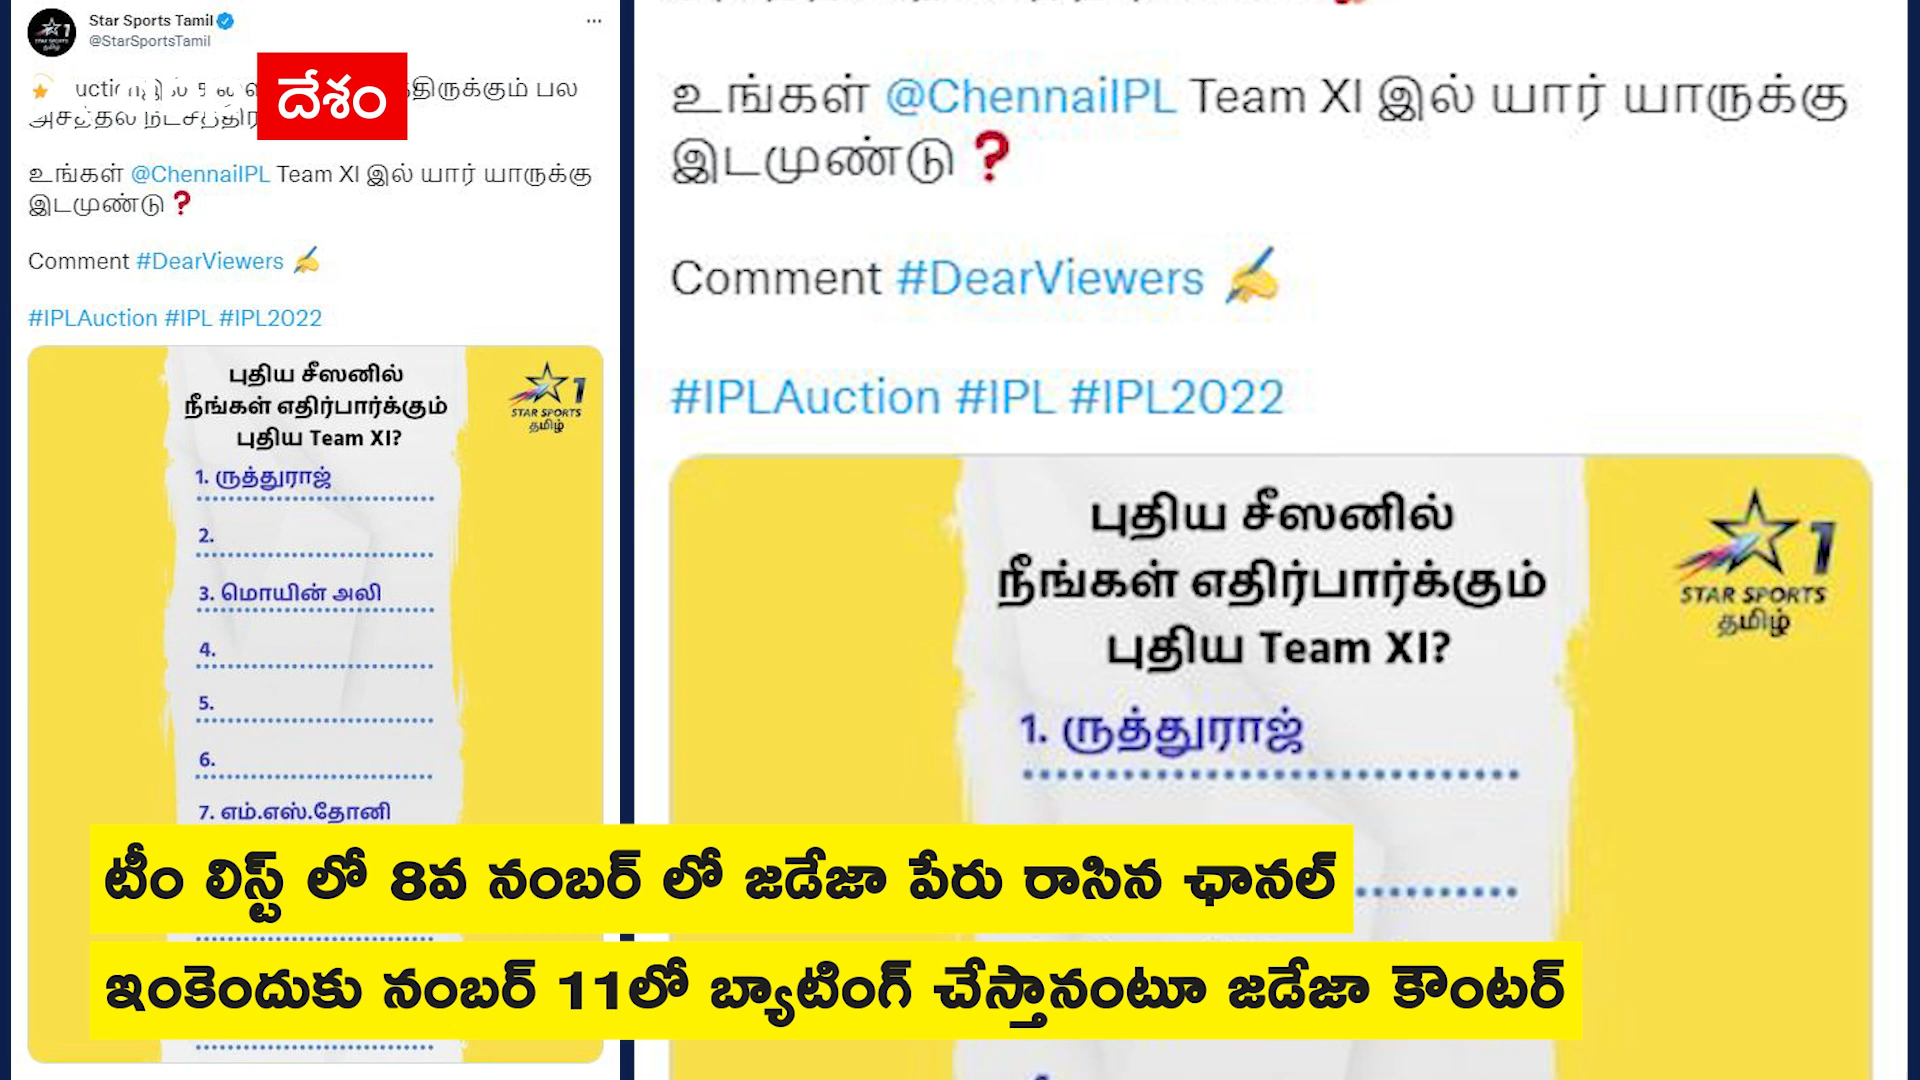 Star Sports Tamil
@StarSportsTamil
దేశం
பல
உங்கள் @ChennaiIPL Team XI இல் யார் யாருக்கு
இடமுண்டு ❓
Comment #DearViewers ✍️
#IPLAuction #IPL #IPL2022
புதிய சீஸனில்
நீங்கள் எதிர்பார்க்கும்
புதிய Team XI?
1
STAR SPORTS
தமிழ்
1. ருத்துராஜ்
2.
3. மொயின் அலி
4.
5.
6.
7. எம்.எஸ்.தோனி
உங்கள் @ChennaiIPL Team XI இல் யார் யாருக்கு
இடமுண்டு ❓
Comment #DearViewers ✍️
#IPLAuction #IPL #IPL2022
புதிய சீஸனில்
நீங்கள் எதிர்பார்க்கும்
புதிய Team XI?
1
STAR SPORTS
தமிழ்
1. ருத்துராஜ்
టీం లిస్ట్ లో 8వ నంబర్ లో జడేజా పేరు రాసిన ఛానల్
ఇంకెందుకు నంబర్ 11లో బ్యాటింగ్ చేస్తానంటూ జడేజా కౌంటర్